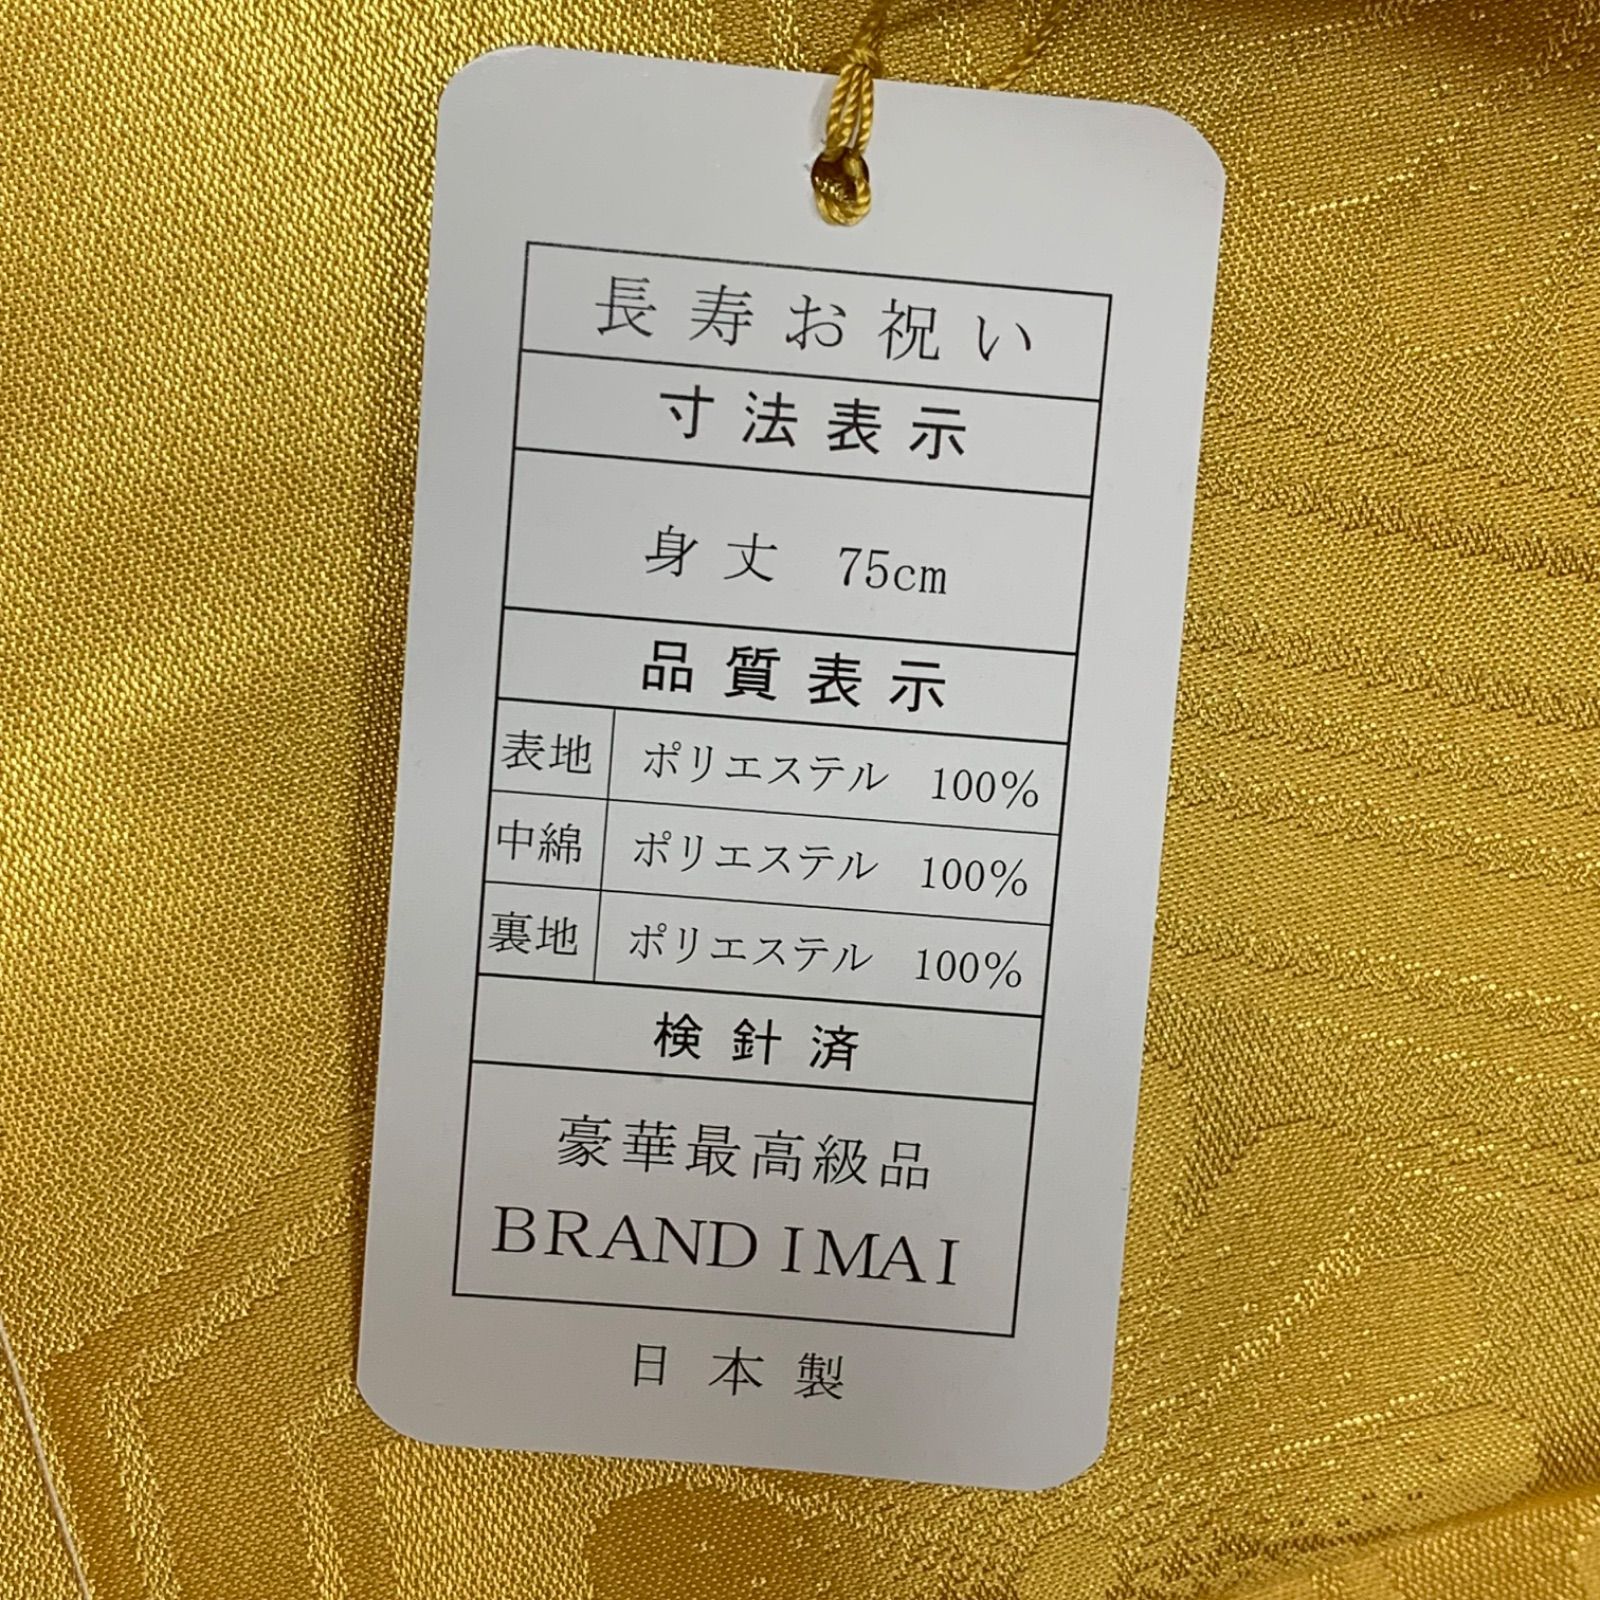 長寿お祝い
寸法表示
身丈 75cm
品質表示
表地 ポリエステル 100%
中綿 ポリエステル 100%
裏地 ポリエステル 100%
検針済
豪華最高級品
BRAND IMAI
日本製